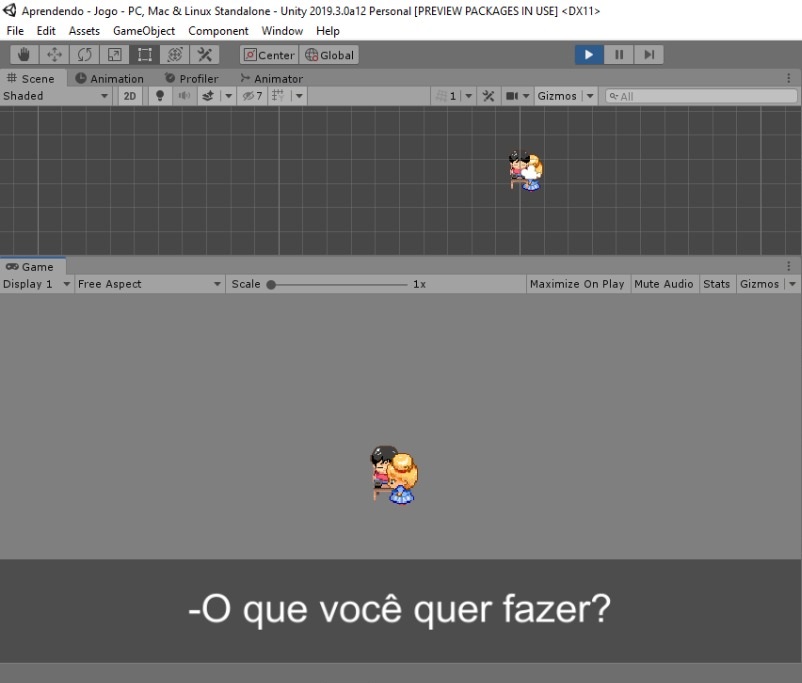 Aprendendo - Jogo - PC, Mac & Linux Standalone - Unity 2019.3.0a12 Personal [PREVIEW PACKAGES IN USE] <DX11>
File Edit Assets GameObject Component Window Help
Center Global
Scene Animation Profiler Animator
Shaded 2D 7 1 Gizmos All
Game
Display 1 Free Aspect Scale 1x Maximize On Play Mute Audio Stats Gizmos
-O que você quer fazer?